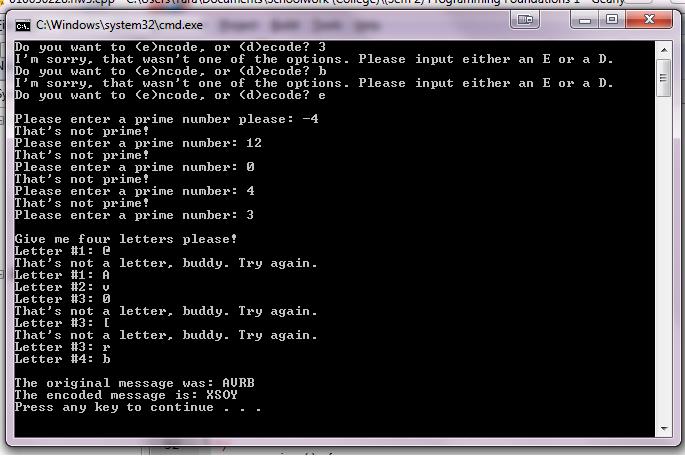 C:\Windows\system32\cmd.exe
Do you want to (e)ncode, or (d)ecode? 3
I'm sorry, that wasn't one of the options. Please input either an E or a D.
Do you want to (e)ncode, or (d)ecode? b
I'm sorry, that wasn't one of the options. Please input either an E or a D.
Do you want to (e)ncode, or (d)ecode? e
Please enter a prime number please: -4
That's not prime!
Please enter a prime number: 12
That's not prime!
Please enter a prime number: 0
That's not prime!
Please enter a prime number: 4
That's not prime!
Please enter a prime number: 3
Give me four letters please!
Letter #1: @
That's not a letter, buddy. Try again.
Letter #1: A
Letter #2: v
Letter #3: 0
That's not a letter, buddy. Try again.
Letter #3: [
That's not a letter, buddy. Try again.
Letter #3: r
Letter #4: b
The original message was: AVRB
The encoded message is: XSOY
Press any key to continue . . .